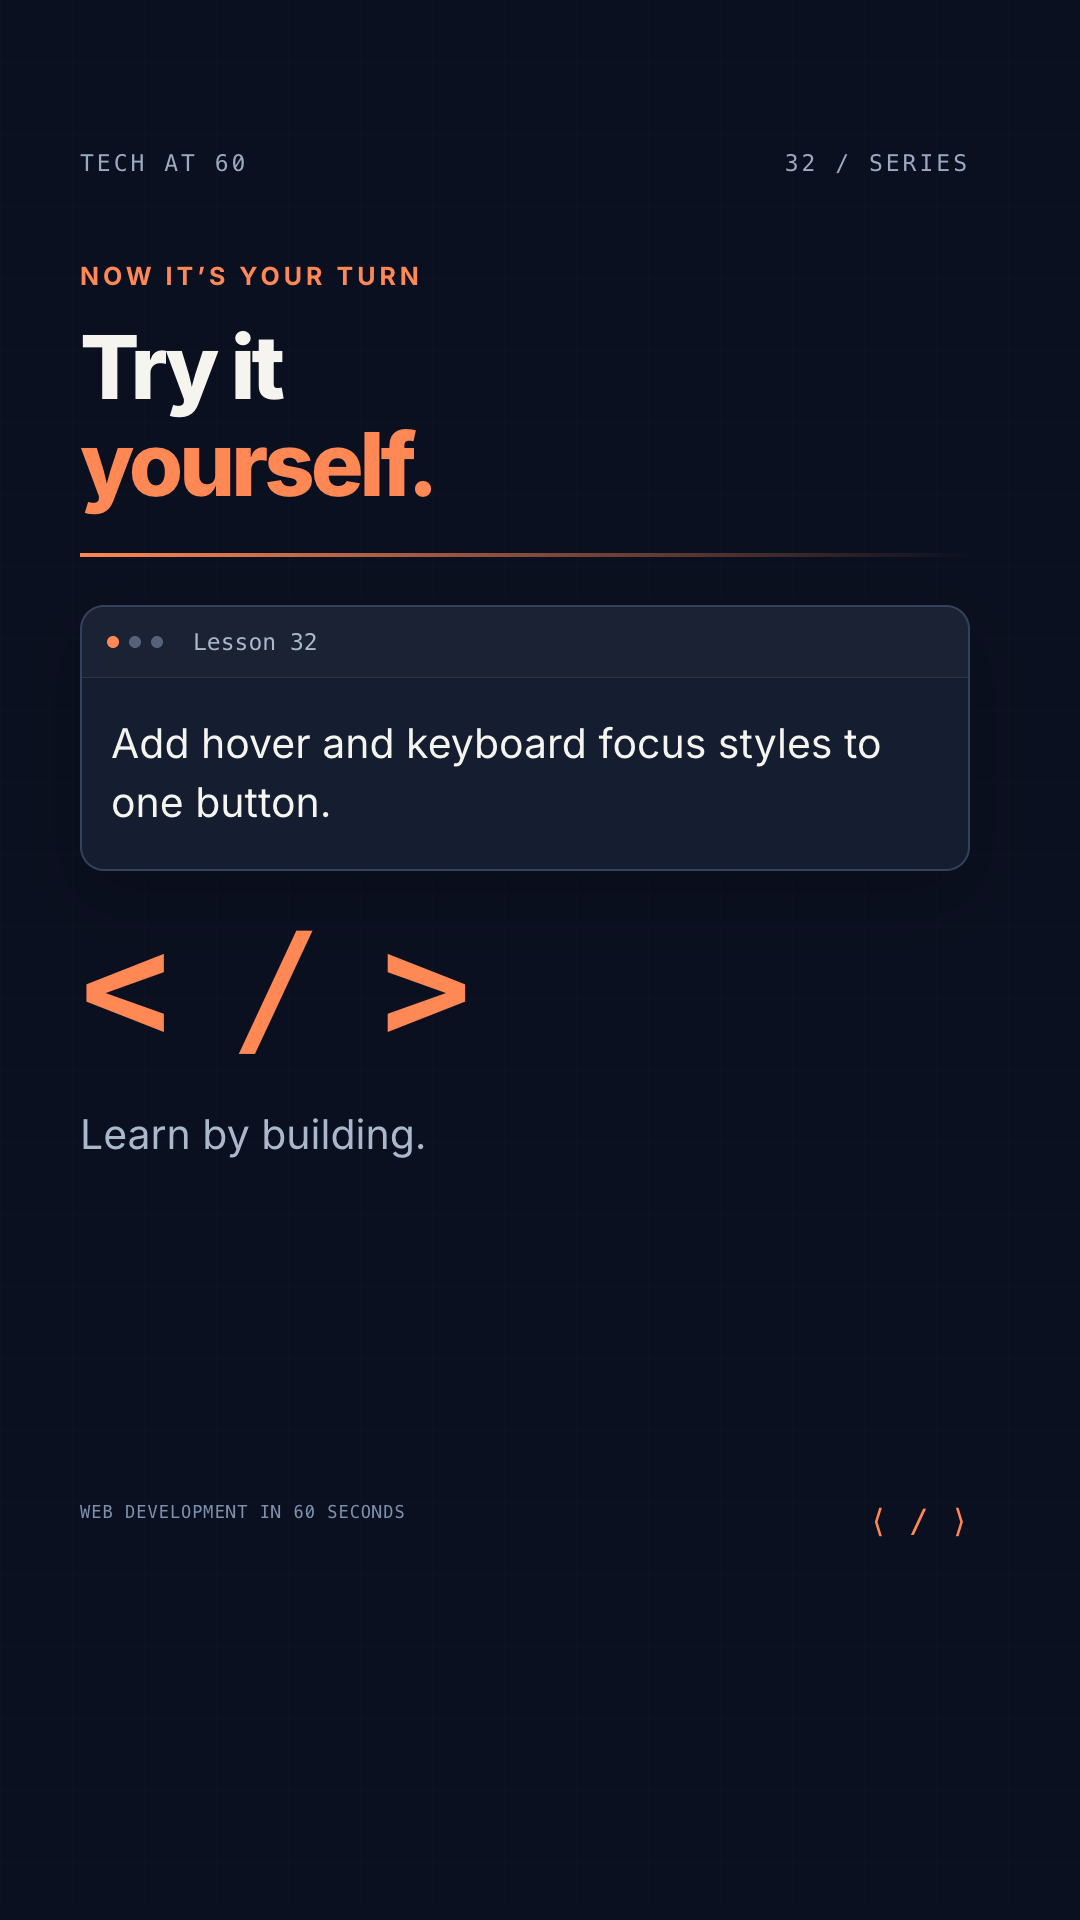 TECH AT 60
32 / SERIES
NOW IT’S YOUR TURN
Try it
yourself.
Lesson 32
Add hover and keyboard focus styles to
one button.
< / >
Learn by building.
WEB DEVELOPMENT IN 60 SECONDS
⟨ / ⟩